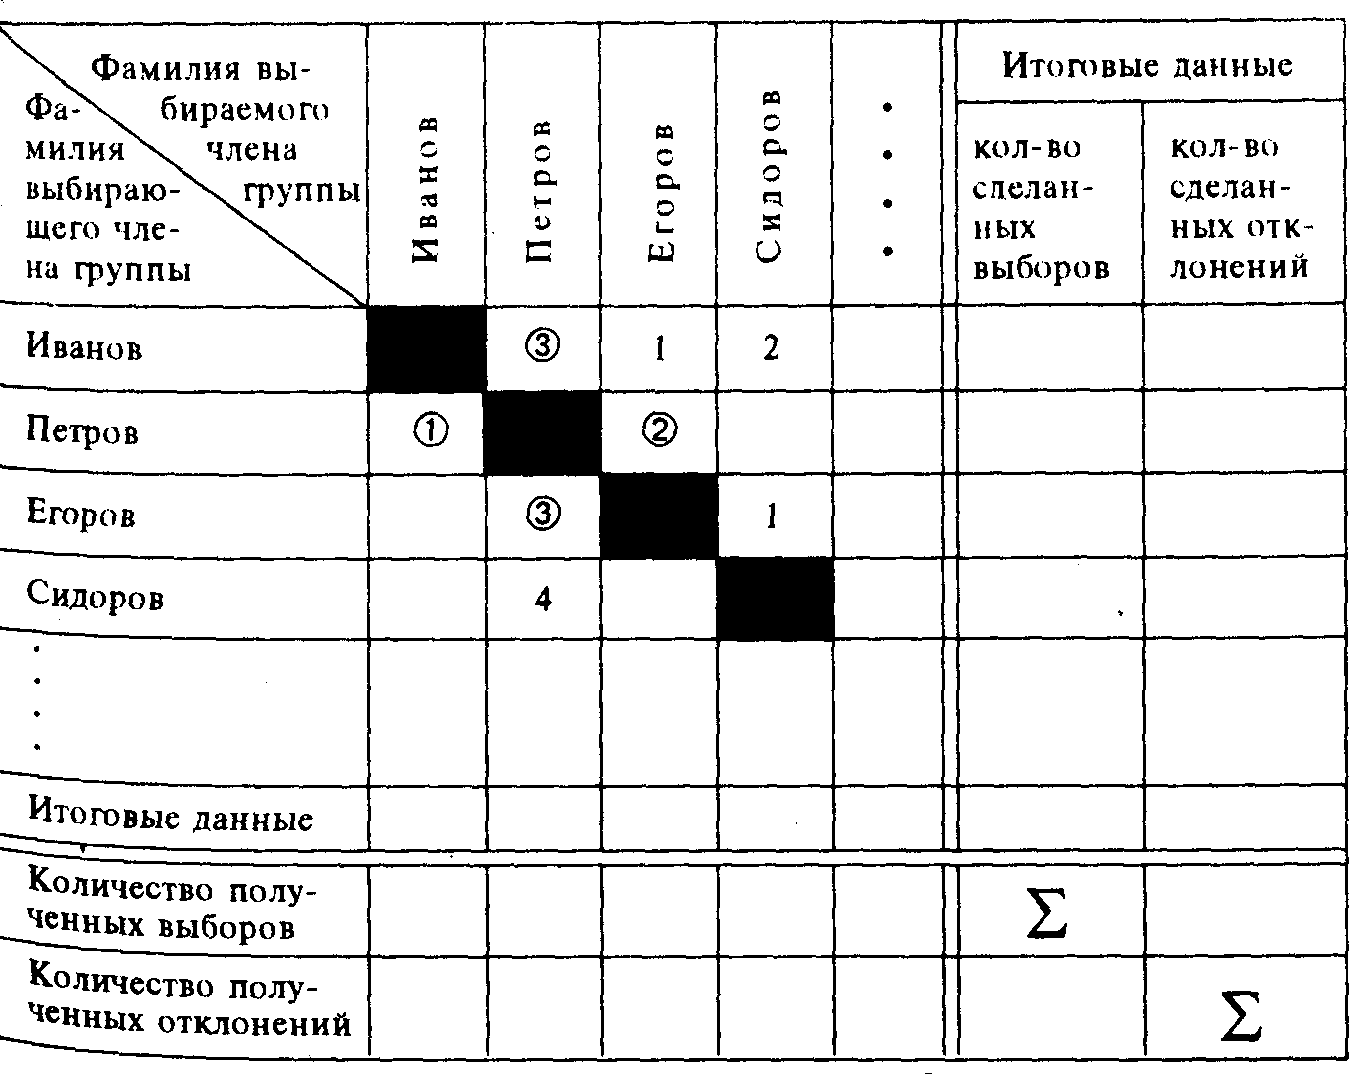 Фамилия вы-
бираемого
члена
группы
Фа-
милия
выбираю-
щего чле-
на группы
Иванов
Петров
Егоров
Сидоров
Итоговые данные
кол-во
сделан-
ных
выборов
кол-во
сделан-
ных отк-
лонений
Иванов ③ 1 2
Петров ① ②
Егоров ③ 1
Сидоров 4
Итоговые данные
Количество полу-
ченных выборов Σ
Количество полу-
ченных отклонений Σ